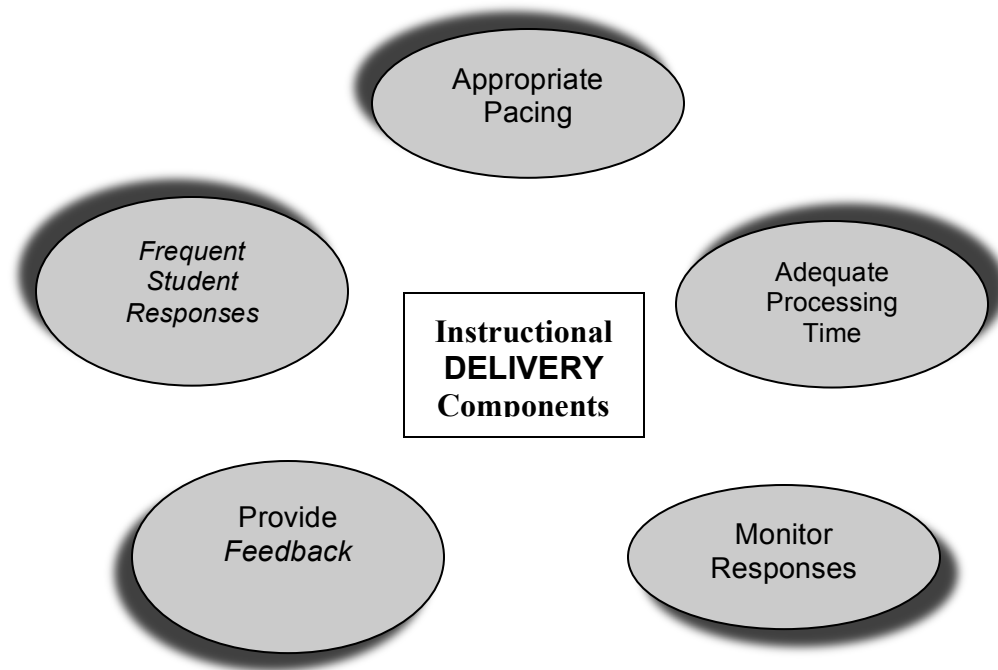 Appropriate
Pacing
Frequent
Student
Responses
Adequate
Processing
Time
Instructional
DELIVERY
Components
Provide
Feedback
Monitor
Responses